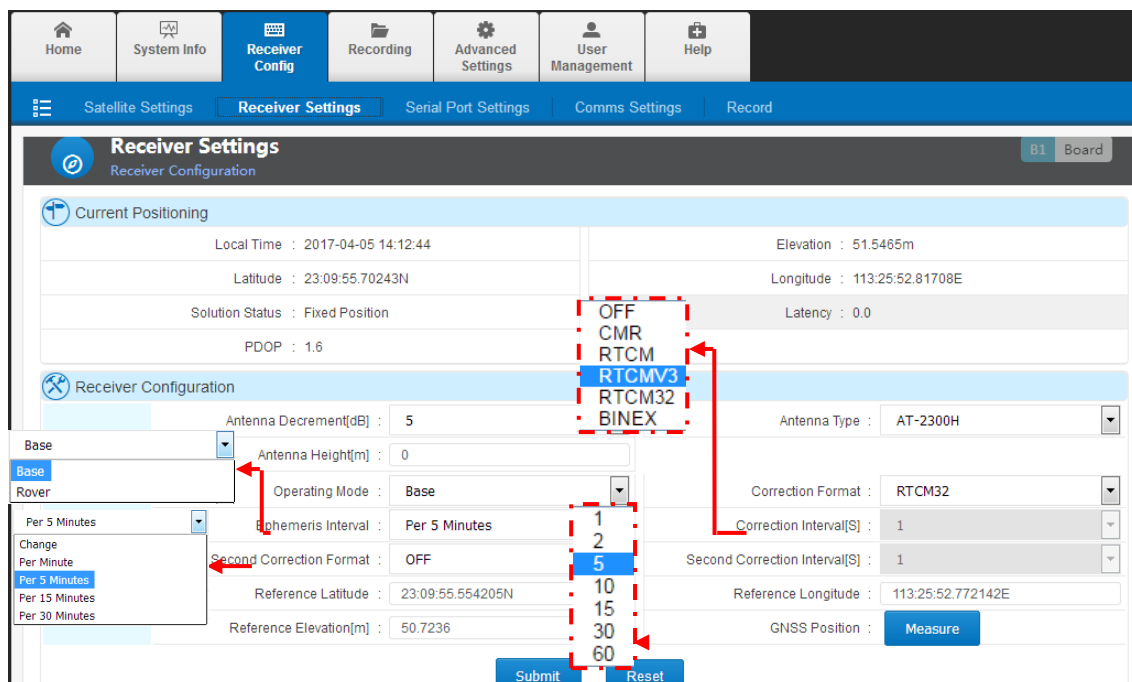 Home
System Info
Receiver
Config
Recording
Advanced
Settings
User
Management
Help
Satellite Settings
Receiver Settings
Serial Port Settings
Comms Settings
Record
Receiver Settings
Receiver Configuration
B1 Board
Current Positioning
Local Time : 2017-04-05 14:12:44
Elevation : 51.5465m
Latitude : 23:09:55.70243N
Longitude : 113:25:52.81708E
Solution Status : Fixed Position
Latency : 0.0
PDOP : 1.6
OFF
CMR
RTCM
RTCMV3
RTCM32
BINEX
Receiver Configuration
Antenna Decrement[dB] : 5
Antenna Type : AT-2300H
Antenna Height[m] : 0
Base
Base
Rover
Operating Mode : Base
Correction Format : RTCM32
Ephemeris Interval : Per 5 Minutes
Correction Interval[S] : 1
Per 5 Minutes
Change
Per Minute
Per 5 Minutes
Per 15 Minutes
Per 30 Minutes
Second Correction Format : OFF
Second Correction Interval[S] : 1
1
2
5
10
15
30
60
Reference Latitude : 23:09:55.554205N
Reference Longitude : 113:25:52.772142E
Reference Elevation[m] : 50.7236
GNSS Position : Measure
Submit
Reset